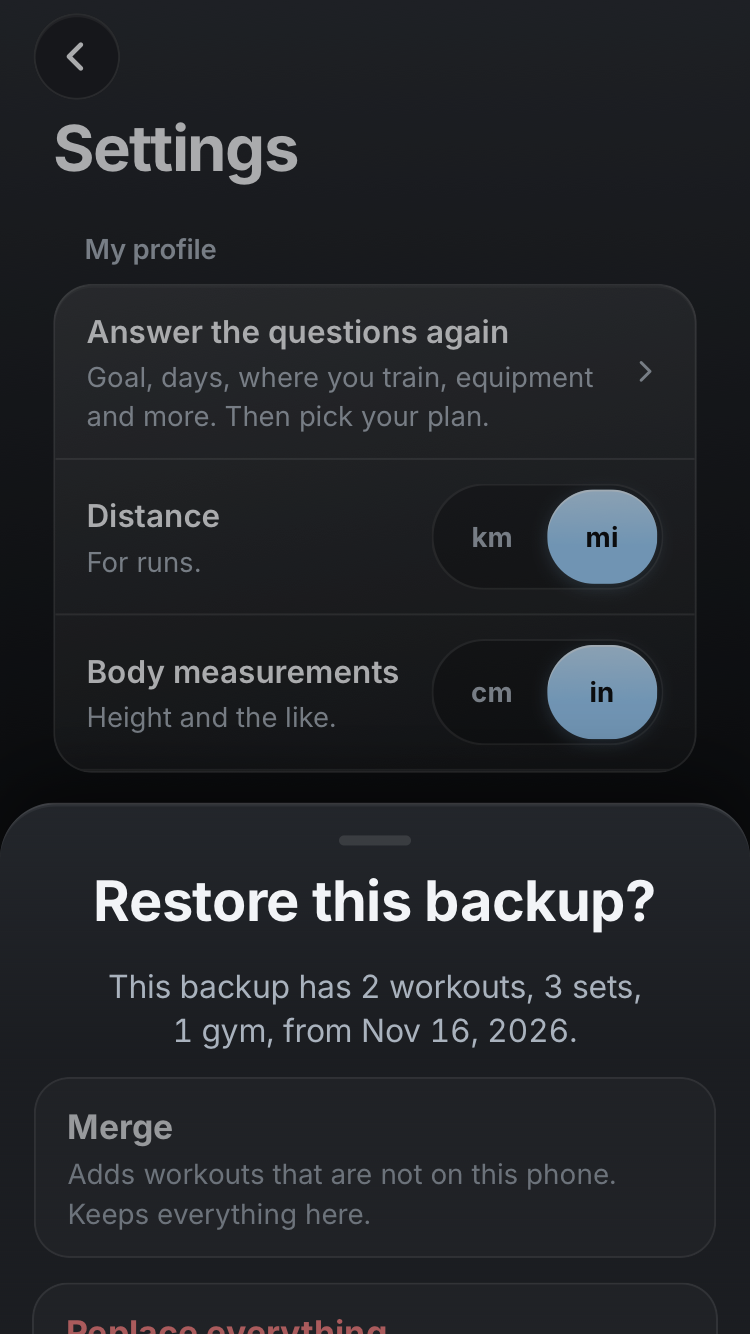 Settings
My profile
Answer the questions again
Goal, days, where you train, equipment
and more. Then pick your plan.
Distance
For runs.
km
mi
Body measurements
Height and the like.
cm
in
Restore this backup?
This backup has 2 workouts, 3 sets,
1 gym, from Nov 16, 2026.
Merge
Adds workouts that are not on this phone.
Keeps everything here.
Replace everything